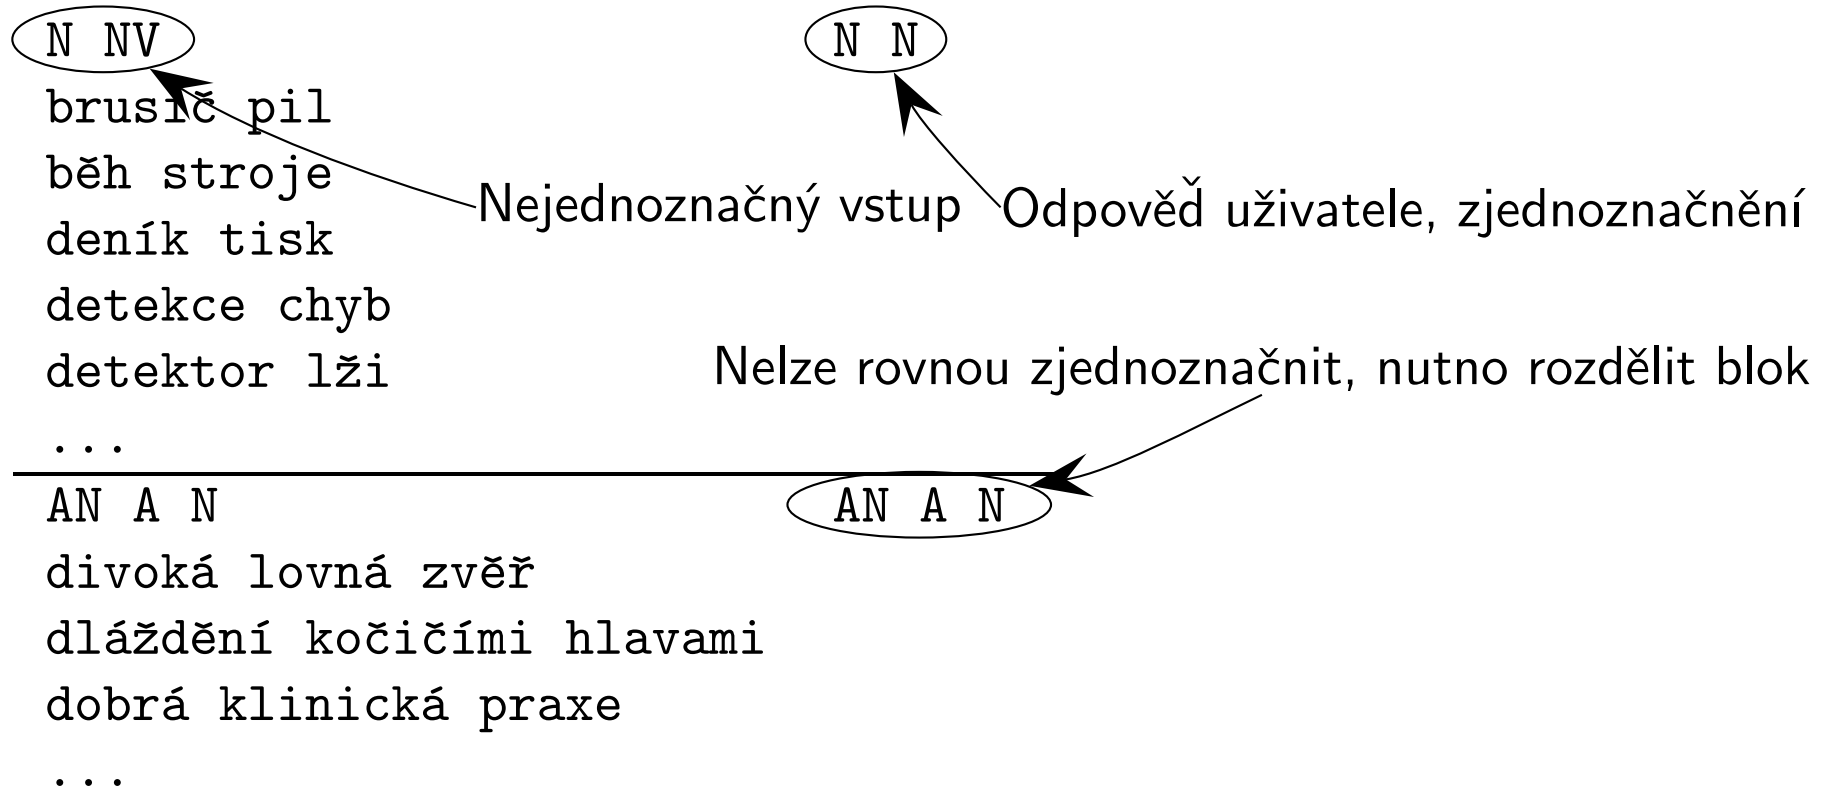 N NV N N
brusič pil
běh stroje
Nejednoznačný vstup
Odpověď uživatele, zjednoznačnění
deník tisk
detekce chyb
detektor lži
Nelze rovnou zjednoznačnit, nutno rozdělit blok
...
AN A N AN A N
divoká lovná zvěř
dláždění kočičími hlavami
dobrá klinická praxe
...